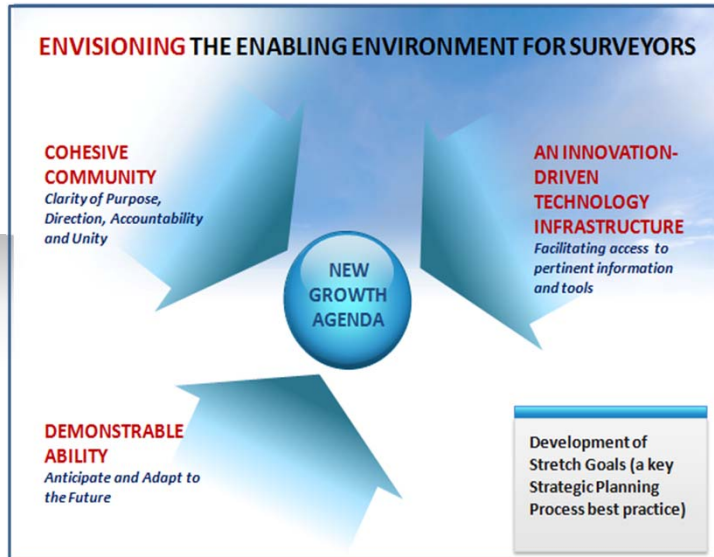 ENVISIONING THE ENABLING ENVIRONMENT FOR SURVEYORS
COHESIVE
COMMUNITY
Clarity of Purpose,
Direction, Accountability
and Unity
AN INNOVATION-
DRIVEN
TECHNOLOGY
INFRASTRUCTURE
Facilitating access to
pertinent information
and tools
NEW
GROWTH
AGENDA
DEMONSTRABLE
ABILITY
Anticipate and Adapt to
the Future
Development of
Stretch Goals (a key
Strategic Planning
Process best practice)